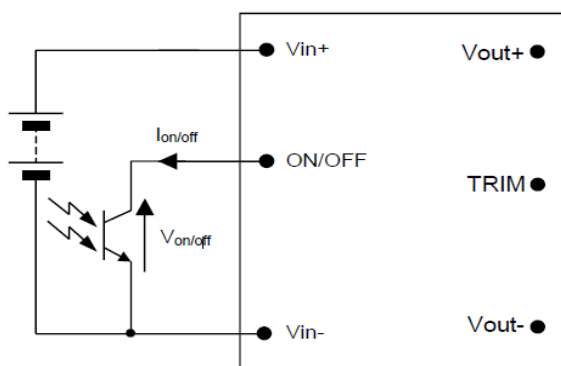 Vin+
Vout+
Ion/off
ON/OFF
TRIM
Von/off
Vin-
Vout-